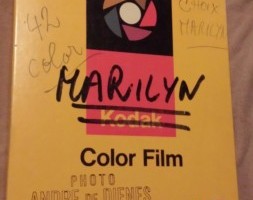 42
color
choix
MARILYN
MARILYN
Kodak
Color Film
PHOTO
ANDRE DE DIENES